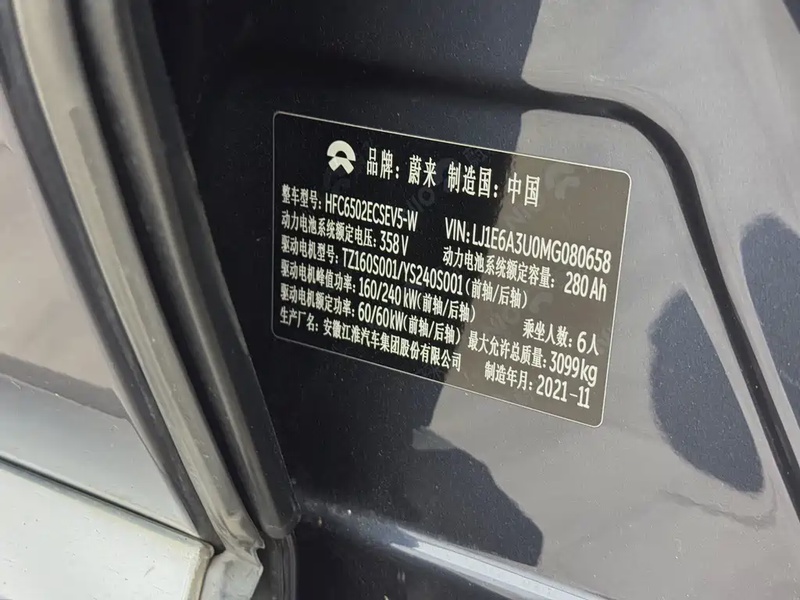 品牌：蔚来 制造国：中国
整车型号：HFC6502ECSEV5-W VIN：LJ1E6A3U0MG080658
动力电池系统额定电压：358V 动力电池系统额定容量：280Ah
驱动电机型号：TZ160S001/YS240S001（前轴/后轴）
驱动电机峰值功率：160/240kW（前轴/后轴） 乘坐人数：6人
驱动电机额定功率：60/60kW（前轴/后轴） 最大允许总质量：3099kg
生产厂名：安徽江淮汽车集团股份有限公司 制造年月：2021-11